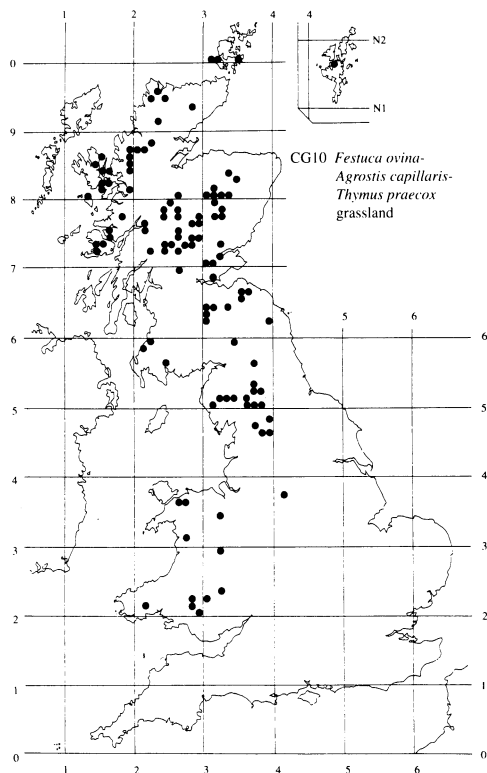 1 2 3 4 4
N2
0 N1
9
CG10 Festuca ovina-
Agrostis capillaris-
Thymus praecox
grassland
8
7
5 6
6 6
5 5
4 4
3 3
2 2
1 1
0 0
1 2 3 4 5 6